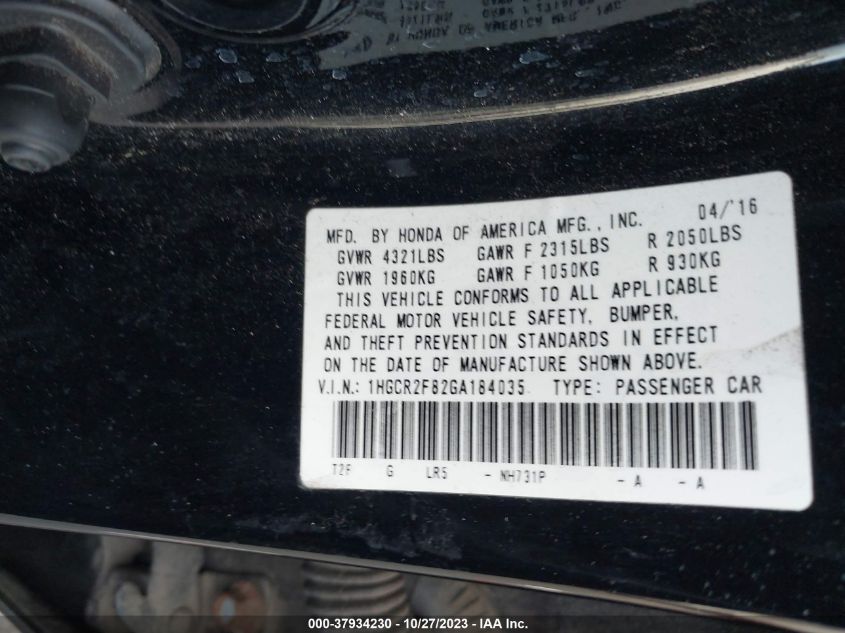 MFD. BY HONDA OF AMERICA MFG., INC. 04/'16
GVWR 4321LBS GAWR F 2315LBS R 2050LBS
GVWR 1960KG GAWR F 1050KG R 930KG
THIS VEHICLE CONFORMS TO ALL APPLICABLE
FEDERAL MOTOR VEHICLE SAFETY, BUMPER,
AND THEFT PREVENTION STANDARDS IN EFFECT
ON THE DATE OF MANUFACTURE SHOWN ABOVE.
V.I.N.: 1HGCR2F82GA184035 TYPE: PASSENGER CAR
T2F G LR5 - NH731P - A - A
000-37934230 - 10/27/2023 - IAA Inc.